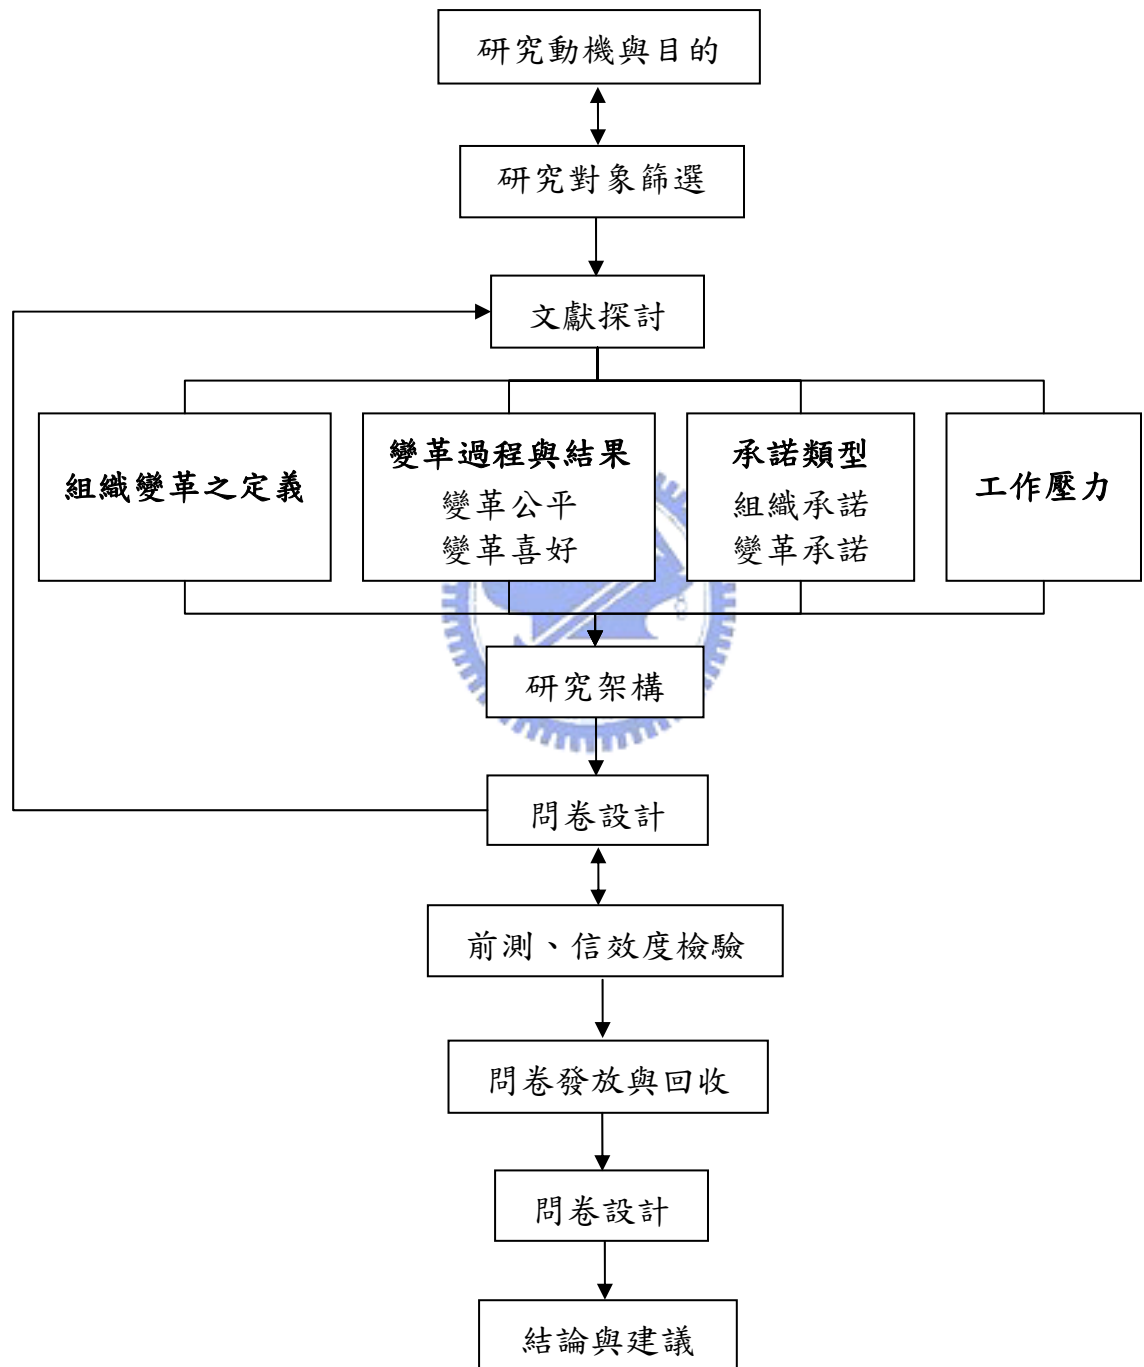 研究動機與目的
研究對象篩選
文獻探討
組織變革之定義
變革過程與結果
變革公平
變革喜好
承諾類型
組織承諾
變革承諾
工作壓力
研究架構
問卷設計
前測、信效度檢驗
問卷發放與回收
問卷設計
結論與建議